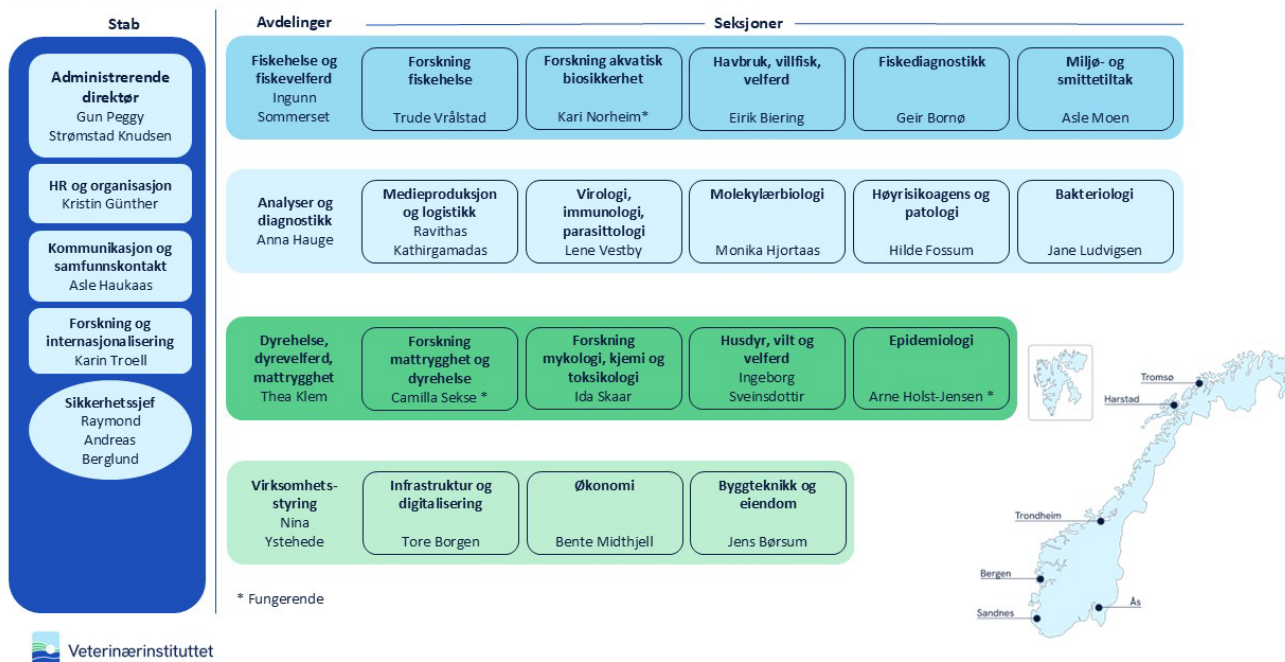 Stab
Administrerende
direktør
Gun Peggy
Strømstad Knudsen
HR og organisasjon
Kristin Günther
Kommunikasjon og
samfunnskontakt
Asle Haukaas
Forskning og
internasjonalisering
Karin Troell
Sikkerhetssjef
Raymond
Andreas
Berglund
Avdelinger
Seksjoner
Fiskehelse og
fiskevelferd
Ingunn
Sommerset
Forskning
fiskehelse
Trude Vrålstad
Forskning akvatisk
biosikkerhet
Kari Norheim*
Havbruk, villfisk,
velferd
Eirik Biering
Fiskediagnostikk
Geir Bornø
Miljø- og
smittetiltak
Asle Moen
Analyser og
diagnostikk
Anna Hauge
Medieproduksjon
og logistikk
Ravithas
Kathirgamadas
Virologi,
immunologi,
parasittologi
Lene Vestby
Molekylærbiologi
Monika Hjortaas
Høyrisikoagens og
patologi
Hilde Fossum
Bakteriologi
Jane Ludvigsen
Dyrehelse,
dyrevelferd,
mattrygghet
Thea Klem
Forskning
mattrygghet og
dyrehelse
Camilla Sekse *
Forskning
mykologi, kjemi og
toksikologi
Ida Skaar
Husdyr, vilt og
velferd
Ingeborg
Sveinsdottir
Epidemiologi
Arne Holst-Jensen *
Virksomhets-
styring
Nina
Ystehede
Infrastruktur og
digitalisering
Tore Borgen
Økonomi
Bente Midthjell
Byggteknikk og
eiendom
Jens Børsum
* Fungerende
Tromsø
Harstad
Trondheim
Bergen
Ås
Sandnes
Veterinærinstituttet